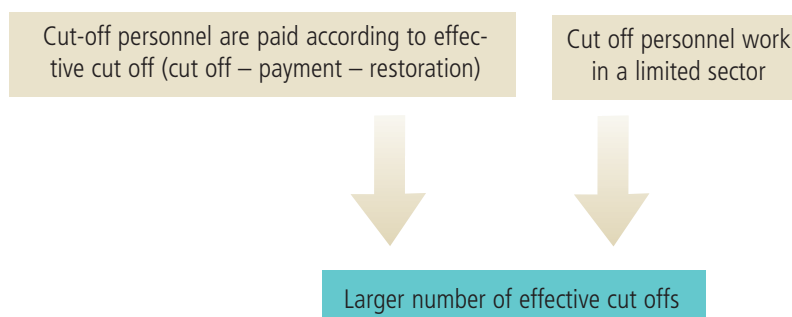 Cut-off personnel are paid according to effec-
tive cut off (cut off – payment – restoration)
Cut off personnel work
in a limited sector
Larger number of effective cut offs